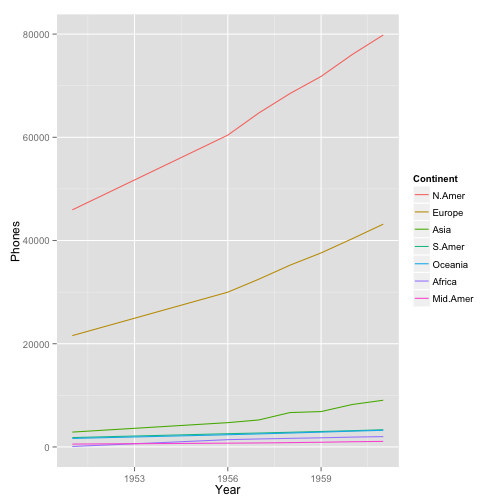 80000
60000
40000
20000
0
Phones
1953
1956
1959
Year
Continent
N.Amer
Europe
Asia
S.Amer
Oceania
Africa
Mid.Amer